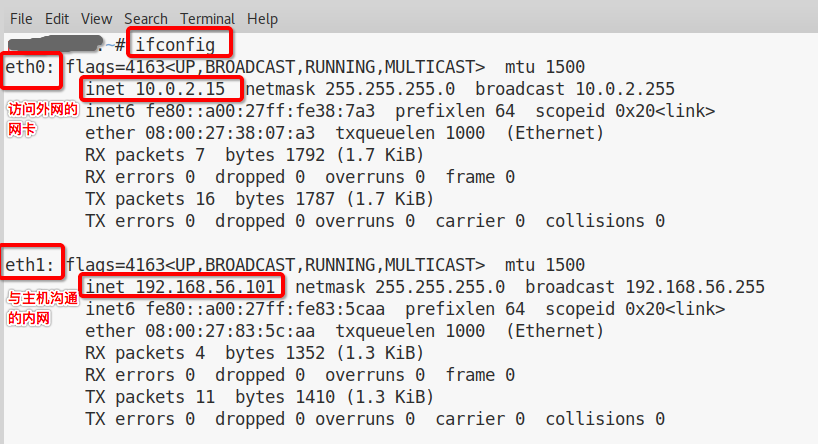 File Edit View Search Terminal Help
:~# ifconfig
eth0: flags=4163<UP,BROADCAST,RUNNING,MULTICAST> mtu 1500
inet 10.0.2.15 netmask 255.255.255.0 broadcast 10.0.2.255
访问外网的
网卡
inet6 fe80::a00:27ff:fe38:7a3 prefixlen 64 scopeid 0x20<link>
ether 08:00:27:38:07:a3 txqueuelen 1000 (Ethernet)
RX packets 7 bytes 1792 (1.7 KiB)
RX errors 0 dropped 0 overruns 0 frame 0
TX packets 16 bytes 1787 (1.7 KiB)
TX errors 0 dropped 0 overruns 0 carrier 0 collisions 0
eth1: flags=4163<UP,BROADCAST,RUNNING,MULTICAST> mtu 1500
inet 192.168.56.101 netmask 255.255.255.0 broadcast 192.168.56.255
与主机沟通
的内网
inet6 fe80::a00:27ff:fe83:5caa prefixlen 64 scopeid 0x20<link>
ether 08:00:27:83:5c:aa txqueuelen 1000 (Ethernet)
RX packets 4 bytes 1352 (1.3 KiB)
RX errors 0 dropped 0 overruns 0 frame 0
TX packets 11 bytes 1410 (1.3 KiB)
TX errors 0 dropped 0 overruns 0 carrier 0 collisions 0